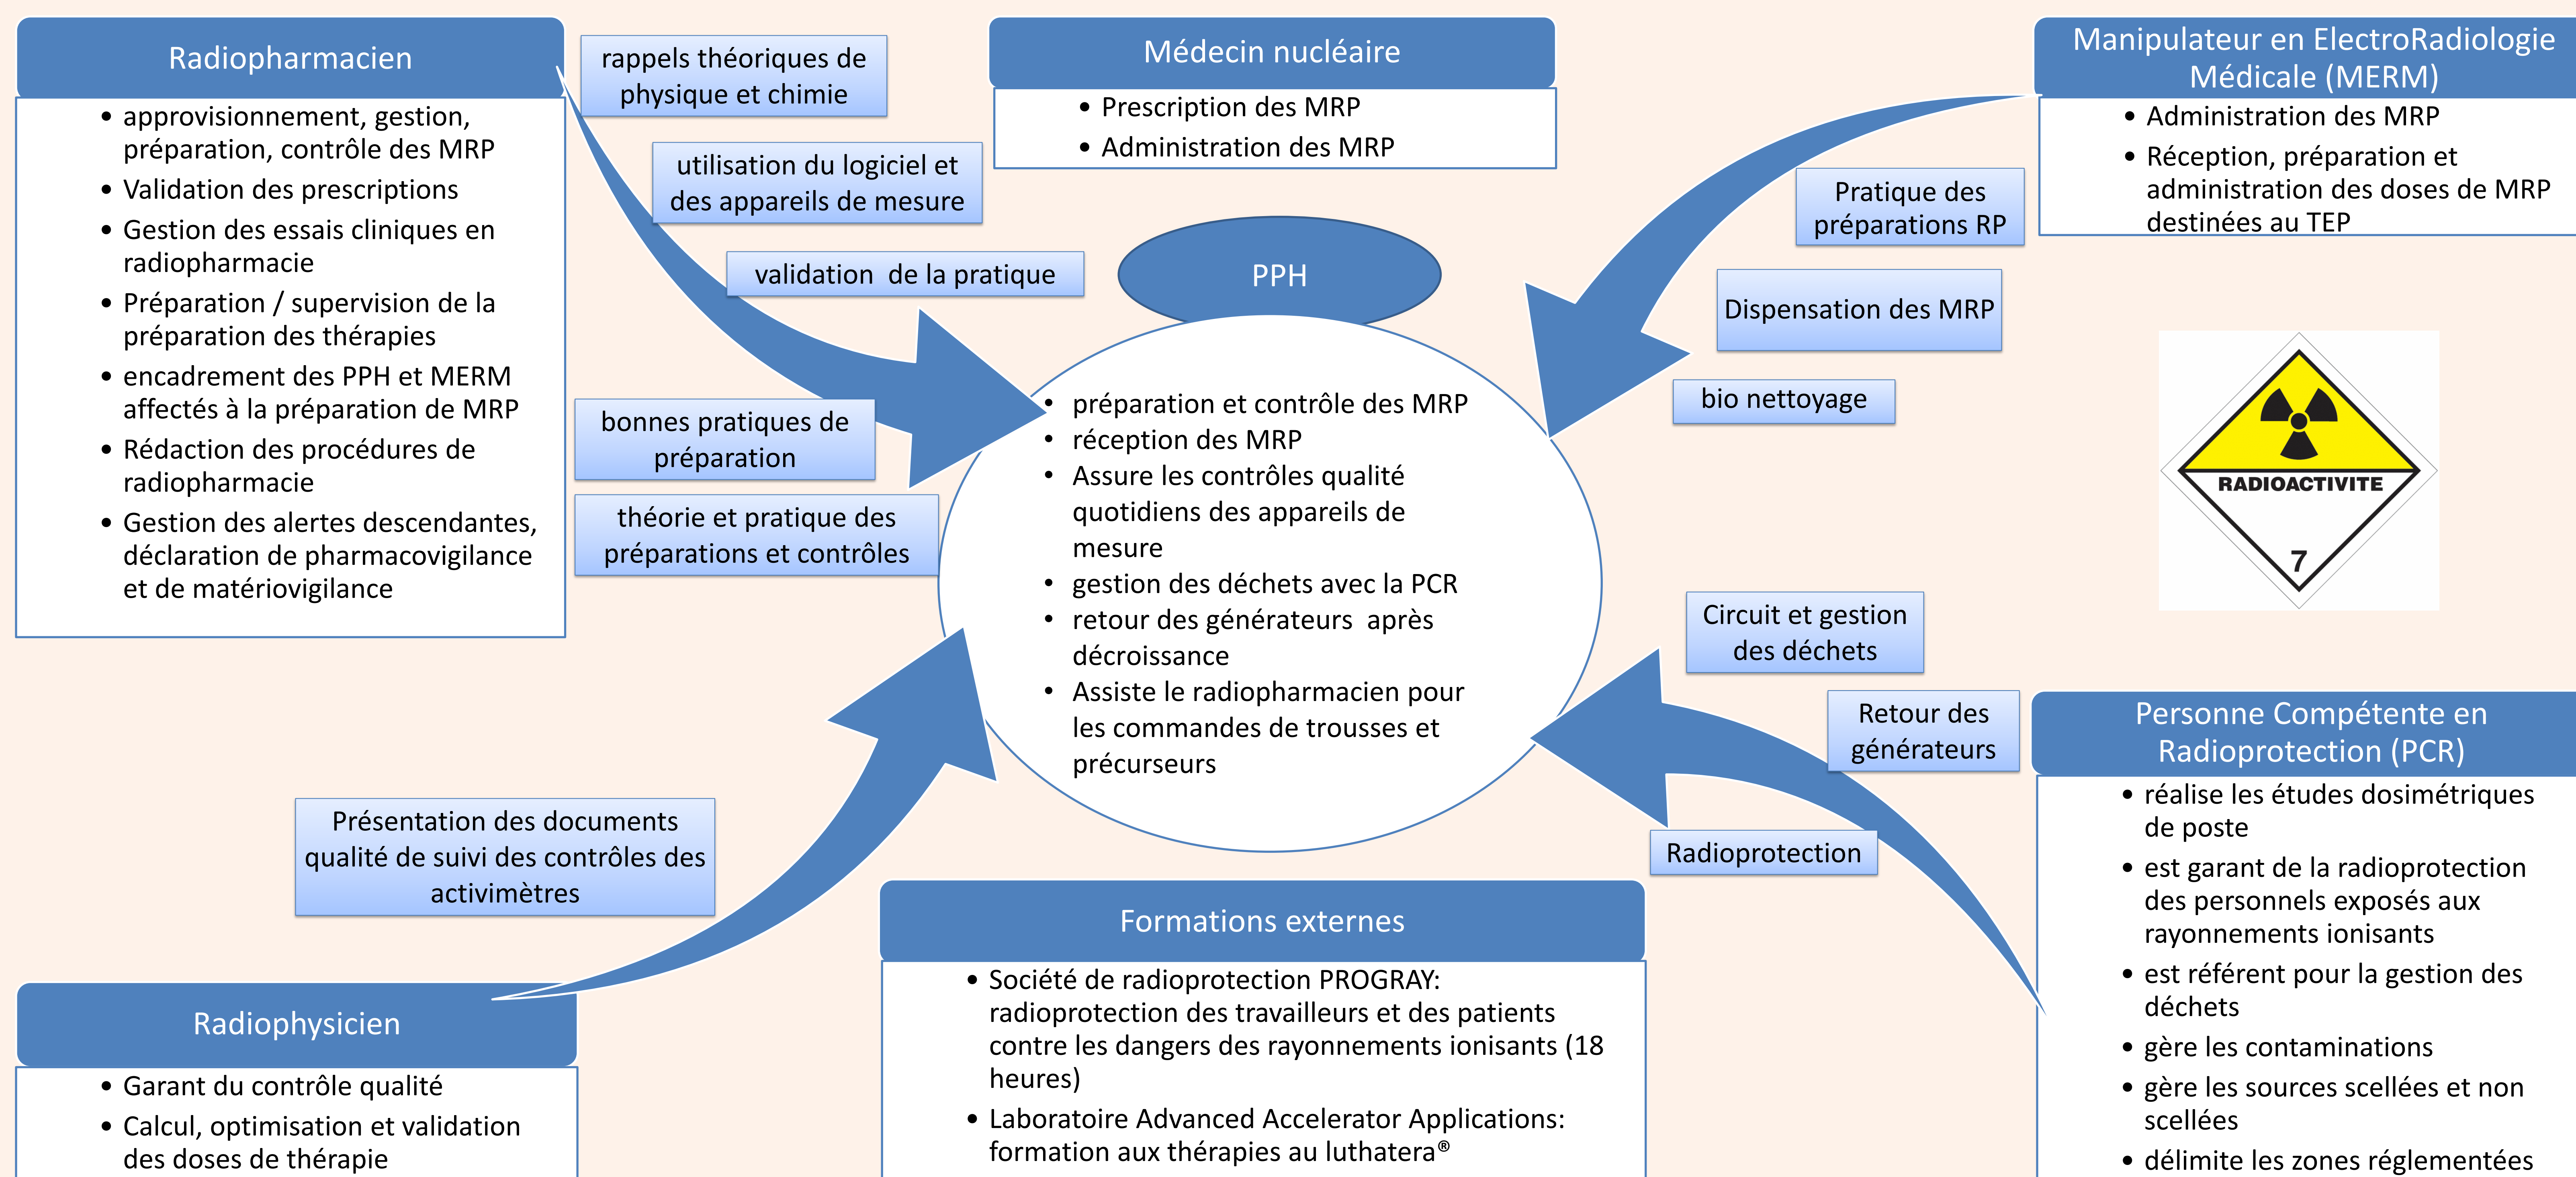 Radiopharmacien
• approvisionnement, gestion,
préparation, contrôle des MRP
• Validation des prescriptions
• Gestion des essais cliniques en
radiopharmacie
• Préparation / supervision de la
préparation des thérapies
• encadrement des PPH et MERM
affectés à la préparation de MRP
• Rédaction des procédures de
radiopharmacie
• Gestion des alertes descendantes,
déclaration de pharmacovigilance
et de matériovigilance
rappels théoriques de
physique et chimie
utilisation du logiciel et
des appareils de mesure
validation de la pratique
bonnes pratiques de
préparation
théorie et pratique des
préparations et contrôles
Médecin nucléaire
• Prescription des MRP
• Administration des MRP
PPH
• préparation et contrôle des MRP
• réception des MRP
• Assure les contrôles qualité
quotidiens des appareils de
mesure
• gestion des déchets avec la PCR
• retour des générateurs après
décroissance
• Assiste le radiopharmacien pour
les commandes de trousses et
précurseurs
Manipulateur en ElectroRadiologie
Médicale (MERM)
• Administration des MRP
• Réception, préparation et
administration des doses de MRP
destinées au TEP
Pratique des
préparations RP
Dispensation des MRP
bio nettoyage
RADIOACTIVITE
7
Circuit et gestion
des déchets
Retour des
générateurs
Radioprotection
Personne Compétente en
Radioprotection (PCR)
• réalise les études dosimétriques
de poste
• est garant de la radioprotection
des personnels exposés aux
rayonnements ionisants
• est référent pour la gestion des
déchets
• gère les contaminations
• gère les sources scellées et non
scellées
• délimite les zones réglementées
Présentation des documents
qualité de suivi des contrôles des
activimètres
Radiophysicien
• Garant du contrôle qualité
• Calcul, optimisation et validation
des doses de thérapie
Formations externes
• Société de radioprotection PROGRAY:
radioprotection des travailleurs et des patients
contre les dangers des rayonnements ionisants (18
heures)
• Laboratoire Advanced Accelerator Applications:
formation aux thérapies au luthatera®